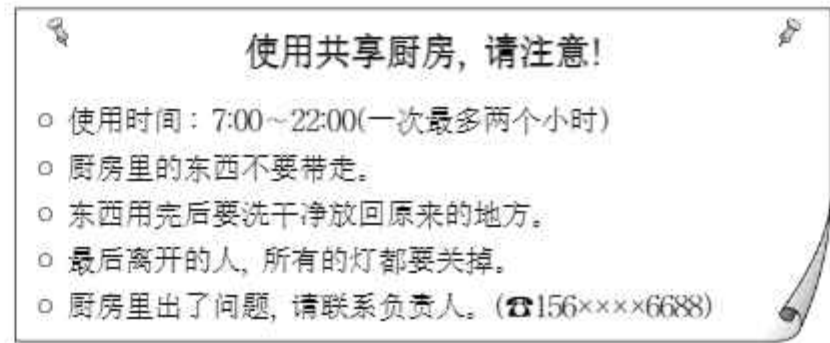 使用共享厨房, 请注意!
○ 使用时间: 7:00~22:00(一次最多两个小时)
○ 厨房里的东西不要带走。
○ 东西用完后要洗干净放回原来的地方。
○ 最后离开的人, 所有的灯都要关掉。
○ 厨房里出了问题, 请联系负责人。(☎156××××6688)